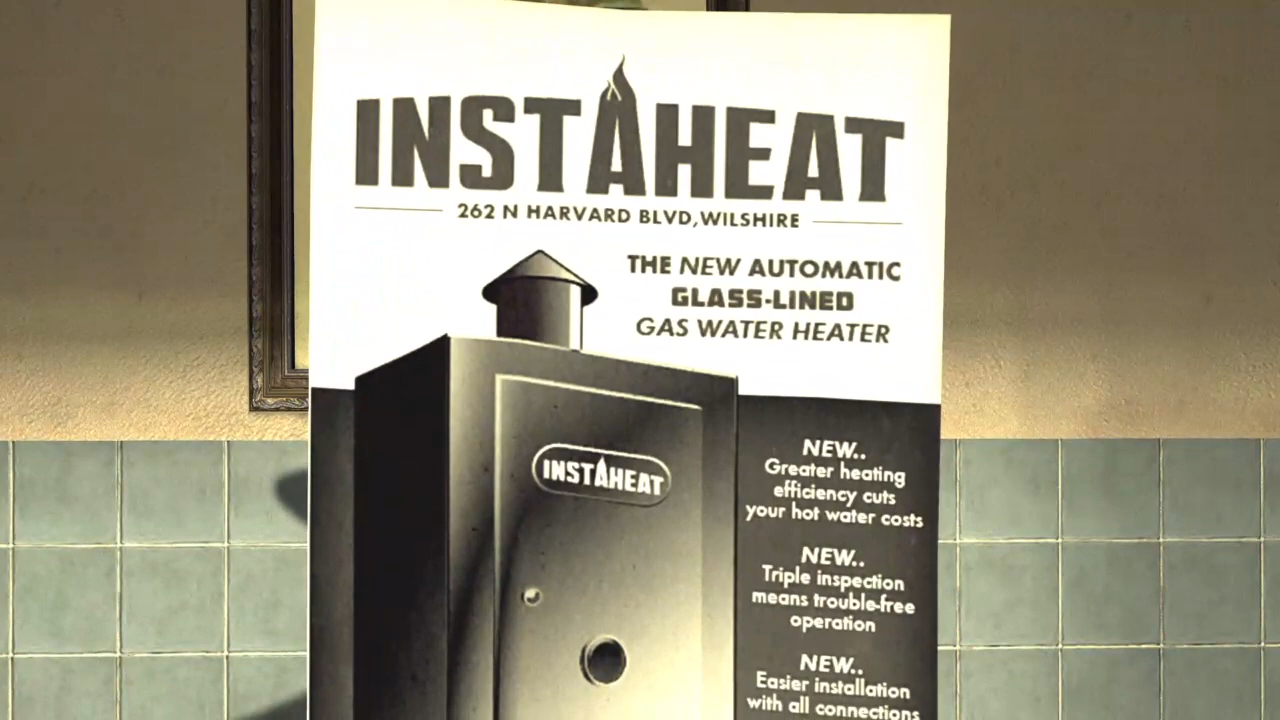 INSTAHEAT
262 N HARVARD BLVD,WILSHIRE
THE NEW AUTOMATIC
GLASS-LINED
GAS WATER HEATER
INSTAHEAT
NEW..
Greater heating
efficiency cuts
your hot water costs
NEW..
Triple inspection
means trouble-free
operation
NEW..
Easier installation
with all connections